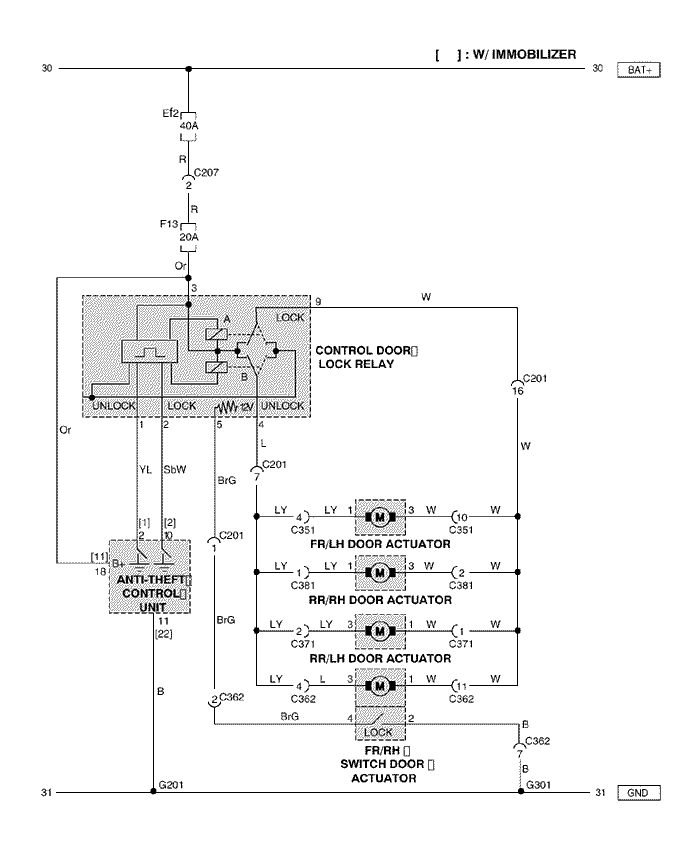 [ ] : W/ IMMOBILIZER
30 30 BAT+
Ef2
40A
R
C207
2
R
F13
20A
Or
3
9 W
A
LOCK
CONTROL DOOR
LOCK RELAY
B
C201
16
UNLOCK LOCK 12V UNLOCK
1 2 5 4
Or
L
W
C201
7
YL SbW BrG
LY 4 LY 1 M 3 W 10 W
C351 C351
FR/LH DOOR ACTUATOR
[1] [2]
2 10
C201
1
[11]
18
B+
LY 1 LY 1 M 3 W 2 W
C381 C381
RR/RH DOOR ACTUATOR
ANTI-THEFT
CONTROL
UNIT
11
[22]
BrG
LY 2 LY 3 M 1 W 1 W
C371 C371
RR/LH DOOR ACTUATOR
LY 4 L 3 M 1 W 11 W
C362 C362
B
2 C362
BrG 4 2 B
LOCK
C362
7
FR/RH
SWITCH DOOR
ACTUATOR
B
G201 G301
31 31 GND